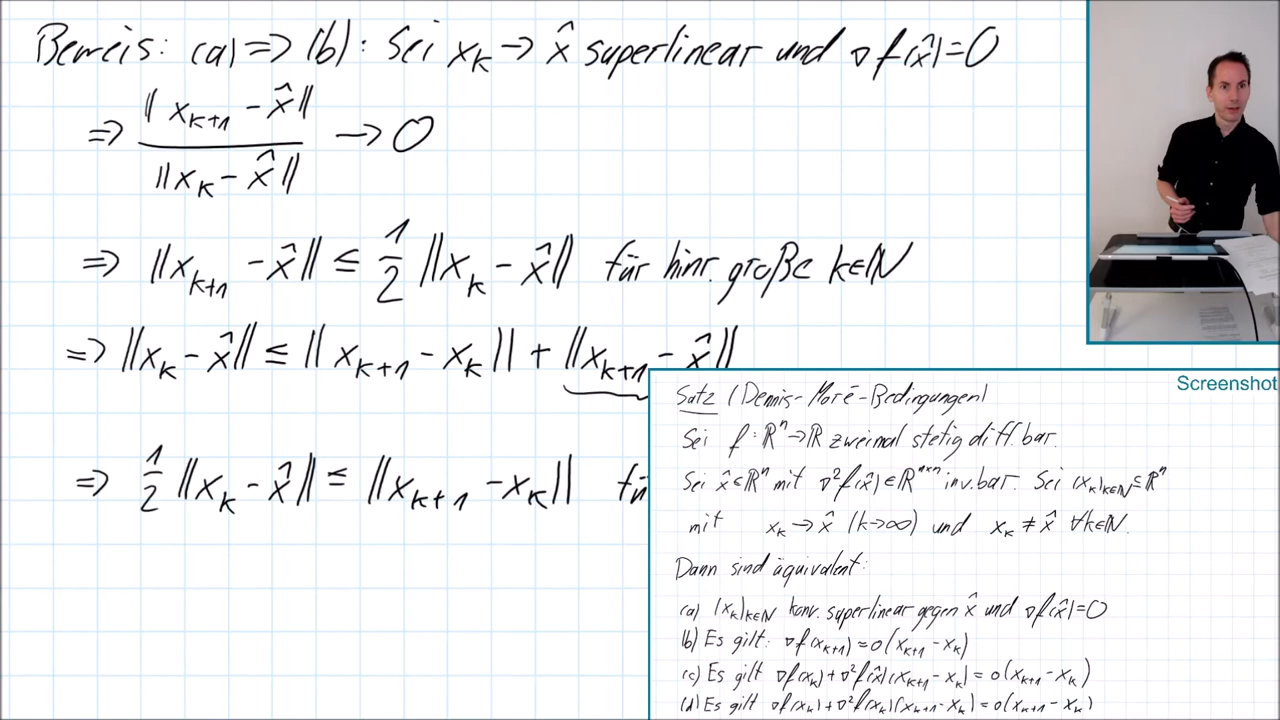 Beweis: (a) => (b): Sei x_k → x̂ superlinear und ∇f(x̂)=0
=> ‖x_{k+1} - x̂‖ / ‖x_k - x̂‖ → 0
=> ‖x_{k+1} - x̂‖ ≤ 1/2 ‖x_k - x̂‖ für hinr. große k∈ℕ
=> ‖x_k - x̂‖ ≤ ‖x_{k+1} - x_k‖ + ‖x_{k+1} - x̂‖
=> 1/2 ‖x_k - x̂‖ ≤ ‖x_{k+1} - x_k‖ fü
Screenshot
Satz (Dennis-Moré-Bedingungen)
Sei f: ℝⁿ→ℝ zweimal stetig diff.bar.
Sei x̂∈ℝⁿ mit ∇²f(x̂)∈ℝⁿˣⁿ inv.bar. Sei (x_k)_{k∈ℕ}⊆ℝⁿ
mit x_k → x̂ (k→∞) und x_k ≠ x̂ ∀k∈ℕ.
Dann sind äquivalent:
(a) (x_k)_{k∈ℕ} konv. superlinear gegen x̂ und ∇f(x̂)=0
(b) Es gilt: ∇f(x_{k+1}) = o(x_{k+1} - x_k)
(c) Es gilt ∇f(x_k) + ∇²f(x̂)(x_{k+1} - x_k) = o(x_{k+1} - x_k)
(d) Es gilt ∇f(x_k) + ∇²f(x_k)(x_{k+1} - x_k) = o(x_{k+1} - x_k)